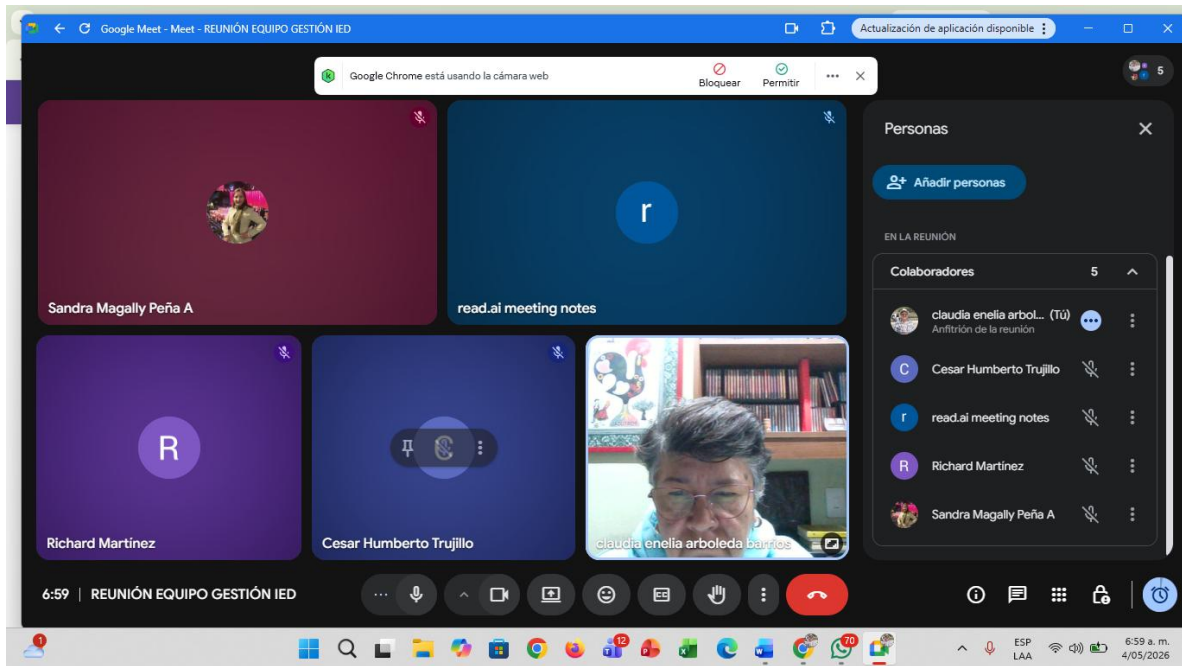 Google Meet - Meet - REUNIÓN EQUIPO GESTIÓN IED
Actualización de aplicación disponible
Google Chrome está usando la cámara web
Bloquear
Permitir
5
Sandra Magally Peña A
r
read.ai meeting notes
R
Richard Martínez
Cesar Humberto Trujillo
claudia enelia arboleda barrios
Personas
Añadir personas
EN LA REUNIÓN
Colaboradores 5
claudia enelia arbol... (Tú)
Anfitrión de la reunión
C Cesar Humberto Trujillo
r read.ai meeting notes
R Richard Martínez
Sandra Magally Peña A
6:59 | REUNIÓN EQUIPO GESTIÓN IED
1
12
70
ESP
LAA
6:59 a. m.
4/05/2026